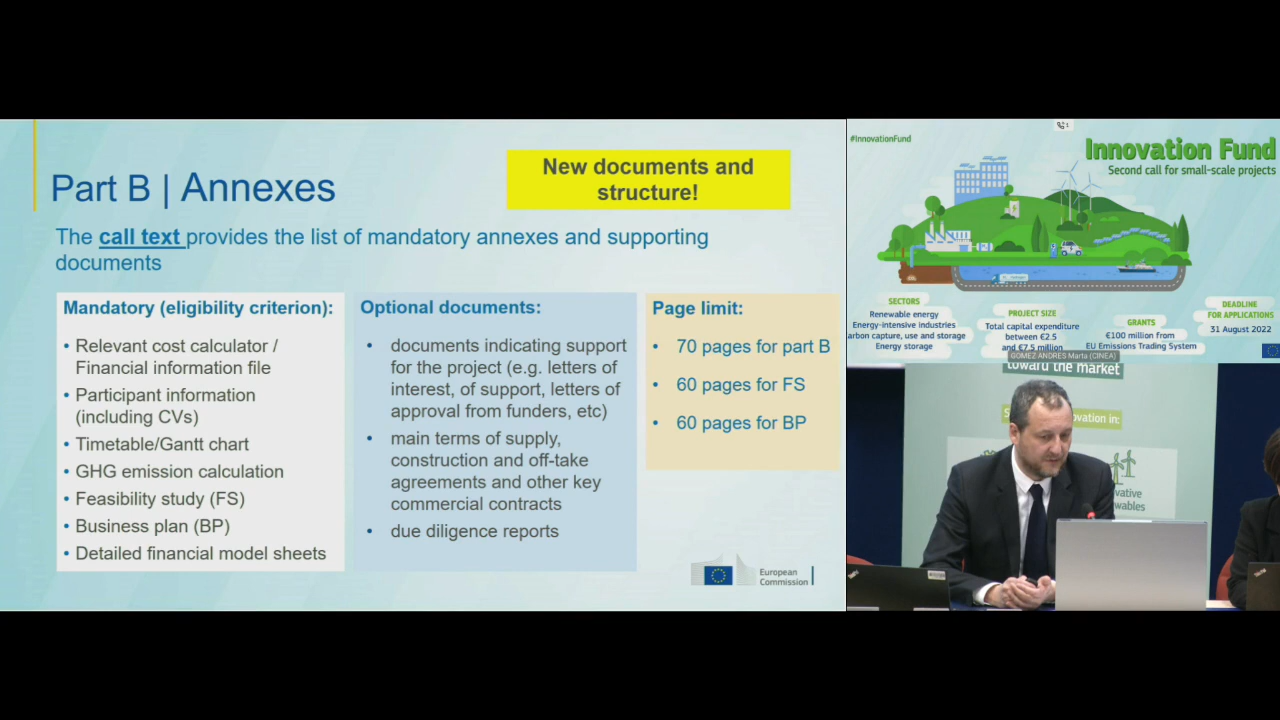 Part B | Annexes
New documents and
structure!
The call text provides the list of mandatory annexes and supporting
documents
Mandatory (eligibility criterion):
• Relevant cost calculator /
Financial information file
• Participant information
(including CVs)
• Timetable/Gantt chart
• GHG emission calculation
• Feasibility study (FS)
• Business plan (BP)
• Detailed financial model sheets
Optional documents:
• documents indicating support
for the project (e.g. letters of
interest, of support, letters of
approval from funders, etc)
• main terms of supply,
construction and off-take
agreements and other key
commercial contracts
• due diligence reports
Page limit:
• 70 pages for part B
• 60 pages for FS
• 60 pages for BP
European
Commission
#InnovationFund
Innovation Fund
Second call for small-scale projects
SECTORS
Renewable energy
Energy-intensive industries
arbon capture, use and storage
Energy storage
PROJECT SIZE
Total capital expenditure
between €2.5
and €7.5 million
GRANTS
€100 million from
EU Emissions Trading System
DEADLINE
FOR APPLICATIONS
31 August 2022
GOMEZ ANDRES Marta (CINEA)
toward the market
ovation in:
vative
wables